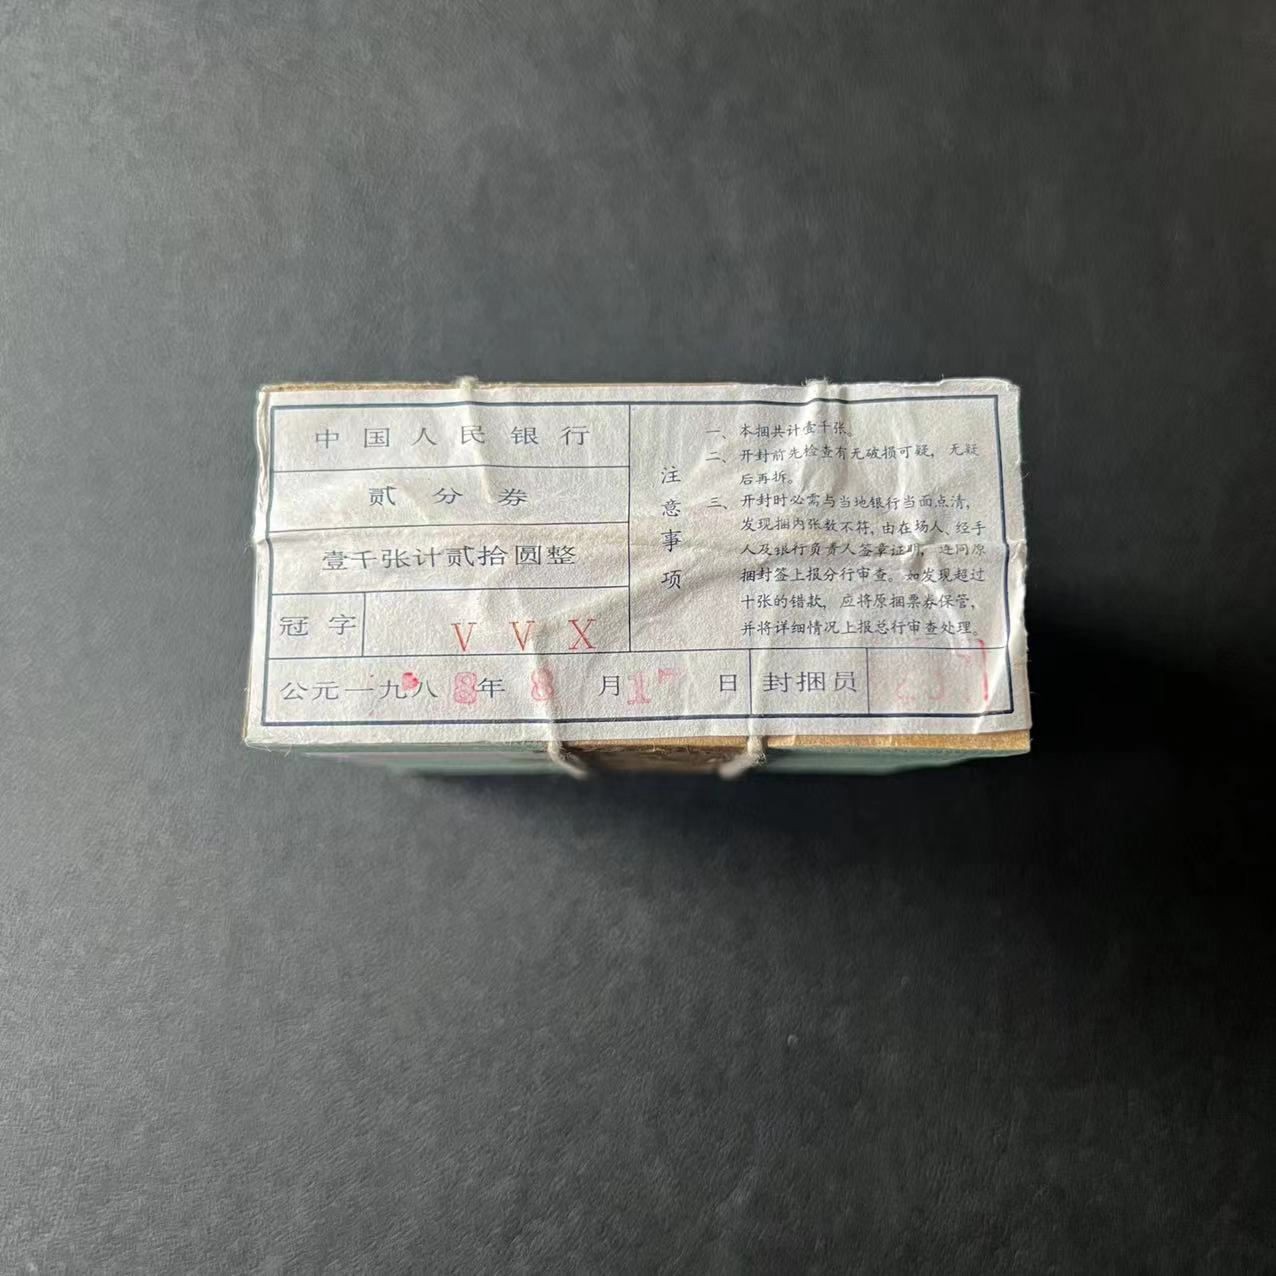 中国人民银行
贰分券
壹千张计贰拾圆整
冠字 VVX
注意事项
一、本捆共计壹千张。
二、开封前先检查有无破损可疑，无疑
后再拆。
三、开封时必需与当地银行当面点清，
发现捆内张数不符，由在场人、经手
人及银行负责人签章证明，连同原
捆封签上报分行审查。如发现超过
十张的错款，应将原捆票券保管，
并将详细情况上报总行审查处理。
公元一九八8年8月17日 封捆员